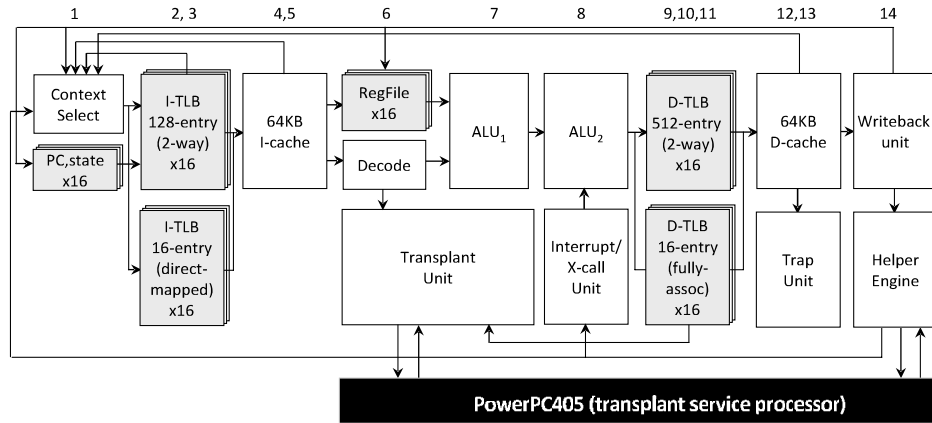 1 2, 3 4,5 6 7 8 9,10,11 12,13 14
Context
Select
PC,state
x16
I-TLB
128-entry
(2-way)
x16
I-TLB
16-entry
(direct-
mapped)
x16
64KB
I-cache
RegFile
x16
Decode
Transplant
Unit
ALU1
ALU2
Interrupt/
X-call
Unit
D-TLB
512-entry
(2-way)
x16
D-TLB
16-entry
(fully-
assoc)
x16
64KB
D-cache
Trap
Unit
Writeback
unit
Helper
Engine
PowerPC405 (transplant service processor)